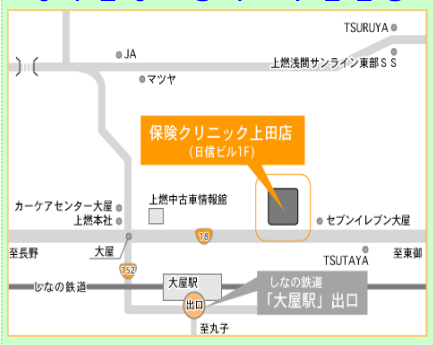 TSURUYA
JA
上燃浅間サンライン東部SS
マツヤ
保険クリニック上田店
(日信ビル1F)
カーケアセンター大屋
上燃本社
上燃中古車情報館
セブンイレブン大屋
18
至長野
大屋
TSUTAYA
至東御
152
しなの鉄道
大屋駅
出口
しなの鉄道
「大屋駅」出口
至丸子